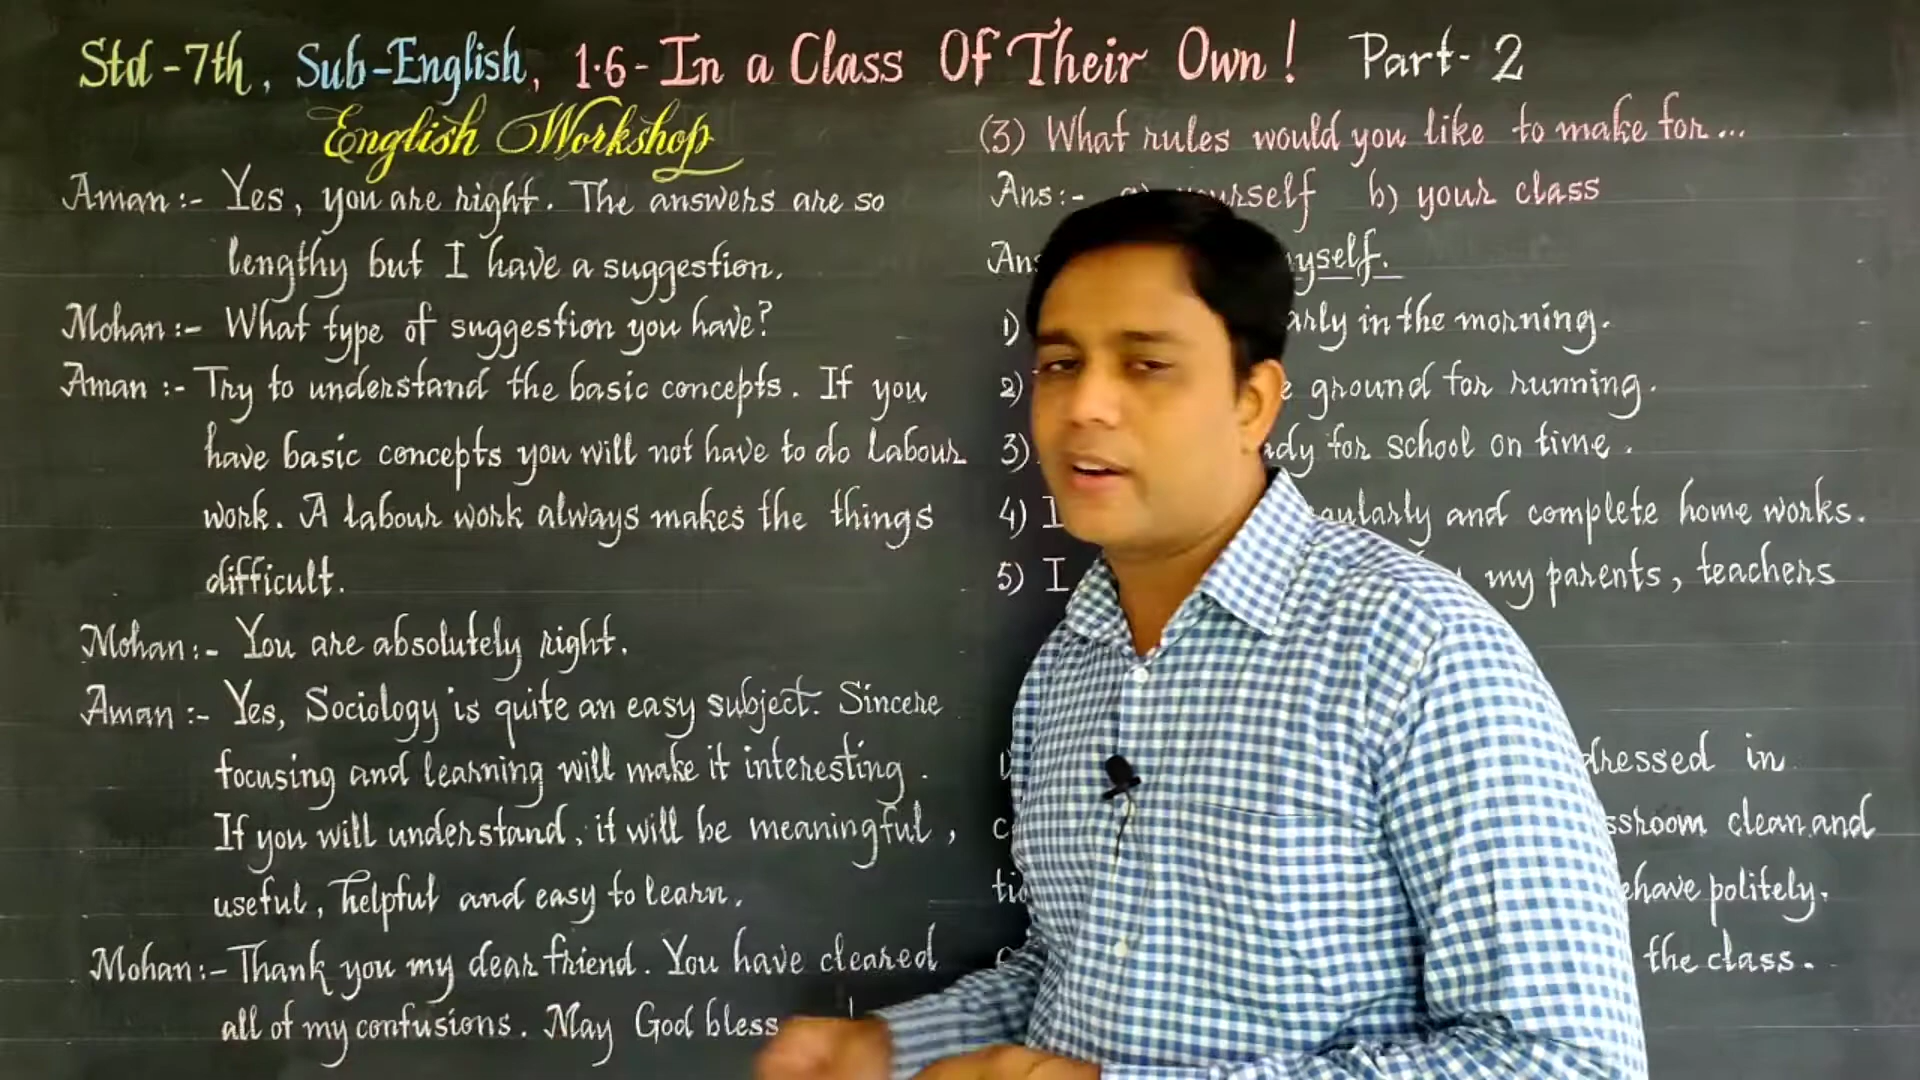 Std-7th, Sub-English, 1.6- In a Class Of Their Own! Part-2
English Workshop
Aman:- Yes, you are right. The answers are so
lengthy but I have a suggestion.
Mohan:- What type of suggestion you have?
Aman:- Try to understand the basic concepts. If you
have basic concepts you will not have to do labour
work. A labour work always makes the things
difficult.
Mohan:- You are absolutely right.
Aman:- Yes, Sociology is quite an easy subject. Sincere
focusing and learning will make it interesting.
If you will understand, it will be meaningful,
useful, helpful and easy to learn.
Mohan:- Thank you my dear friend. You have cleared
all of my confusions. May God bless
(3) What rules would you like to make for...
Ans:- b) your class
1) in the morning.
2) ground for running.
3) for school on time.
4) I and complete home works.
5) I my parents, teachers
dressed in
clean and
politely.
the class.